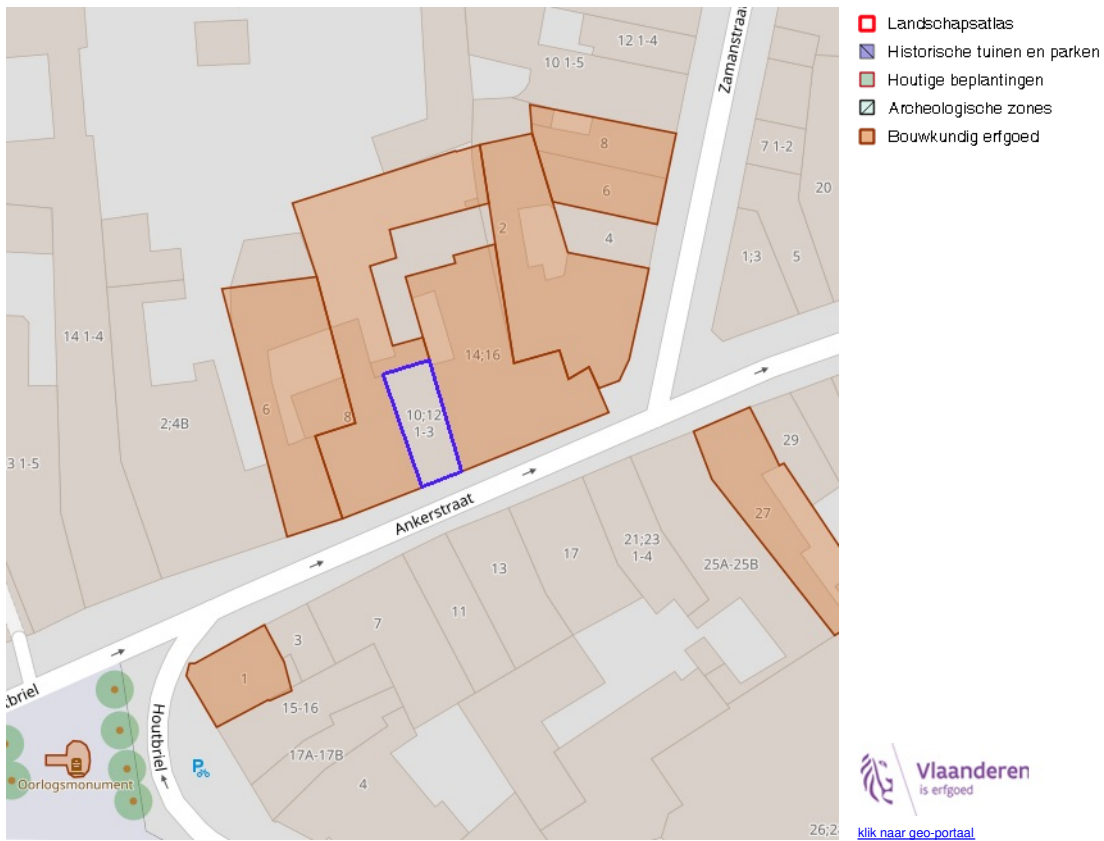 12 1-4
10 1-5
Zamanstraat
8
7 1-2
6
20
2
4
1;3
5
14 1-4
14;16
6
8
10;12
1-3
2;4B
3 1-5
29
Ankerstraat
27
21;23
1-4
17
25A-25B
13
11
7
3
1
15-16
Houtbriel
17A-17B
4
Oorlogsmonument
P
Landschapsatlas
Historische tuinen en parken
Houtige beplantingen
Archeologische zones
Bouwkundig erfgoed
Vlaanderen
is erfgoed
klik naar geo-portaal